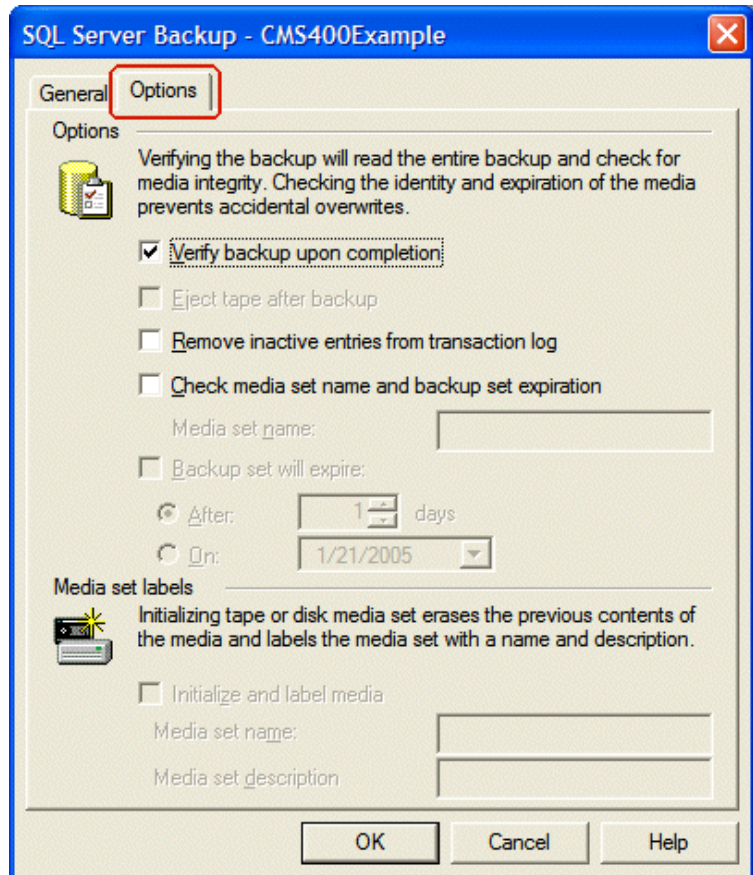 SQL Server Backup - CMS400Example
General Options
Options
Verifying the backup will read the entire backup and check for
media integrity. Checking the identity and expiration of the media
prevents accidental overwrites.
Verify backup upon completion
Eject tape after backup
Remove inactive entries from transaction log
Check media set name and backup set expiration
Media set name:
Backup set will expire:
After: 1 days
On: 1/21/2005
Media set labels
Initializing tape or disk media set erases the previous contents of
the media and labels the media set with a name and description.
Initialize and label media
Media set name:
Media set description
OK Cancel Help